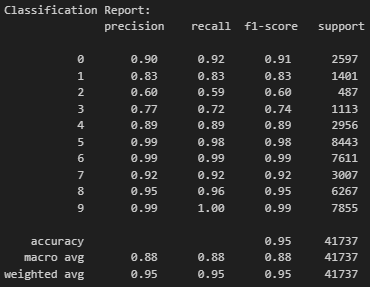 Classification Report:
precision recall f1-score support
0 0.90 0.92 0.91 2597
1 0.83 0.83 0.83 1401
2 0.60 0.59 0.60 487
3 0.77 0.72 0.74 1113
4 0.89 0.89 0.89 2956
5 0.99 0.98 0.98 8443
6 0.99 0.99 0.99 7611
7 0.92 0.92 0.92 3007
8 0.95 0.96 0.95 6267
9 0.99 1.00 0.99 7855
accuracy 0.95 41737
macro avg 0.88 0.88 0.88 41737
weighted avg 0.95 0.95 0.95 41737